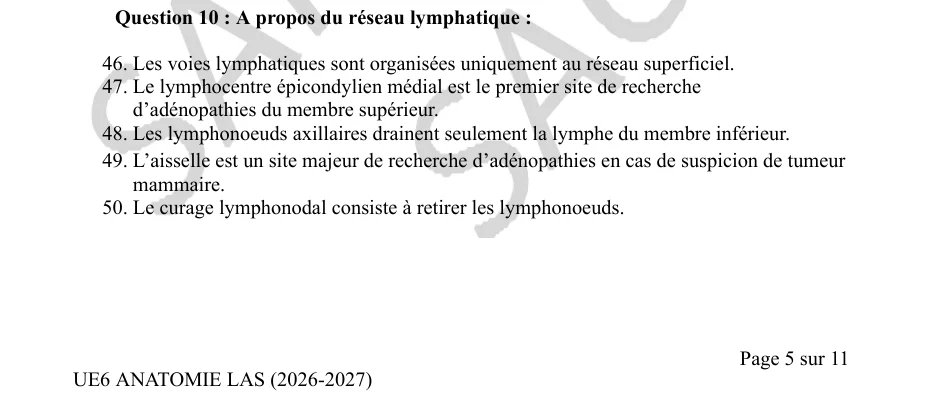 Question 10 : A propos du réseau lymphatique :
46. Les voies lymphatiques sont organisées uniquement au réseau superficiel.
47. Le lymphocentre épicondylien médial est le premier site de recherche
d’adénopathies du membre supérieur.
48. Les lymphonoeuds axillaires drainent seulement la lymphe du membre inférieur.
49. L’aisselle est un site majeur de recherche d’adénopathies en cas de suspicion de tumeur
mammaire.
50. Le curage lymphonodal consiste à retirer les lymphonoeuds.
Page 5 sur 11
UE6 ANATOMIE LAS (2026-2027)